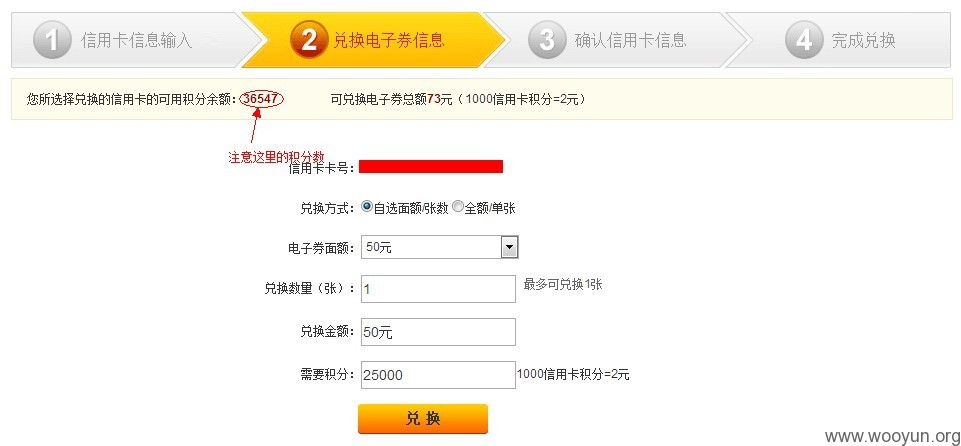 1 信用卡信息输入 2 兑换电子券信息 3 确认信用卡信息 4 完成兑换
您所选择兑换的信用卡的可用积分余额：36547 可兑换电子券总额73元（1000信用卡积分=2元）
注意这里的积分数
信用卡卡号：
兑换方式： 自选面额/张数 全额/单张
电子券面额： 50元
兑换数量（张）： 1 最多可兑换1张
兑换金额： 50元
需要积分： 25000 1000信用卡积分=2元
兑 换
www.wooyun.org